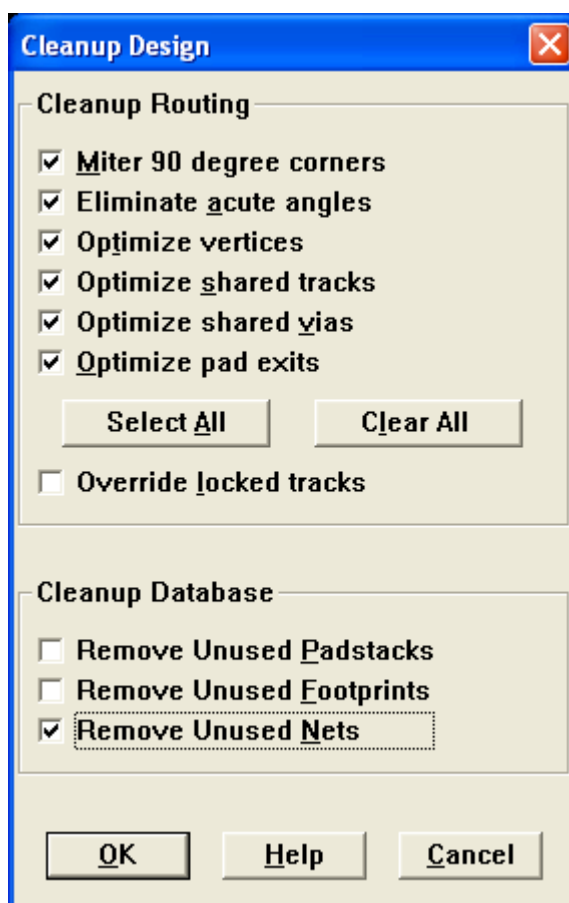 Cleanup Design
Cleanup Routing
Miter 90 degree corners
Eliminate acute angles
Optimize vertices
Optimize shared tracks
Optimize shared vias
Optimize pad exits
Select All Clear All
Override locked tracks
Cleanup Database
Remove Unused Padstacks
Remove Unused Footprints
Remove Unused Nets
OK Help Cancel